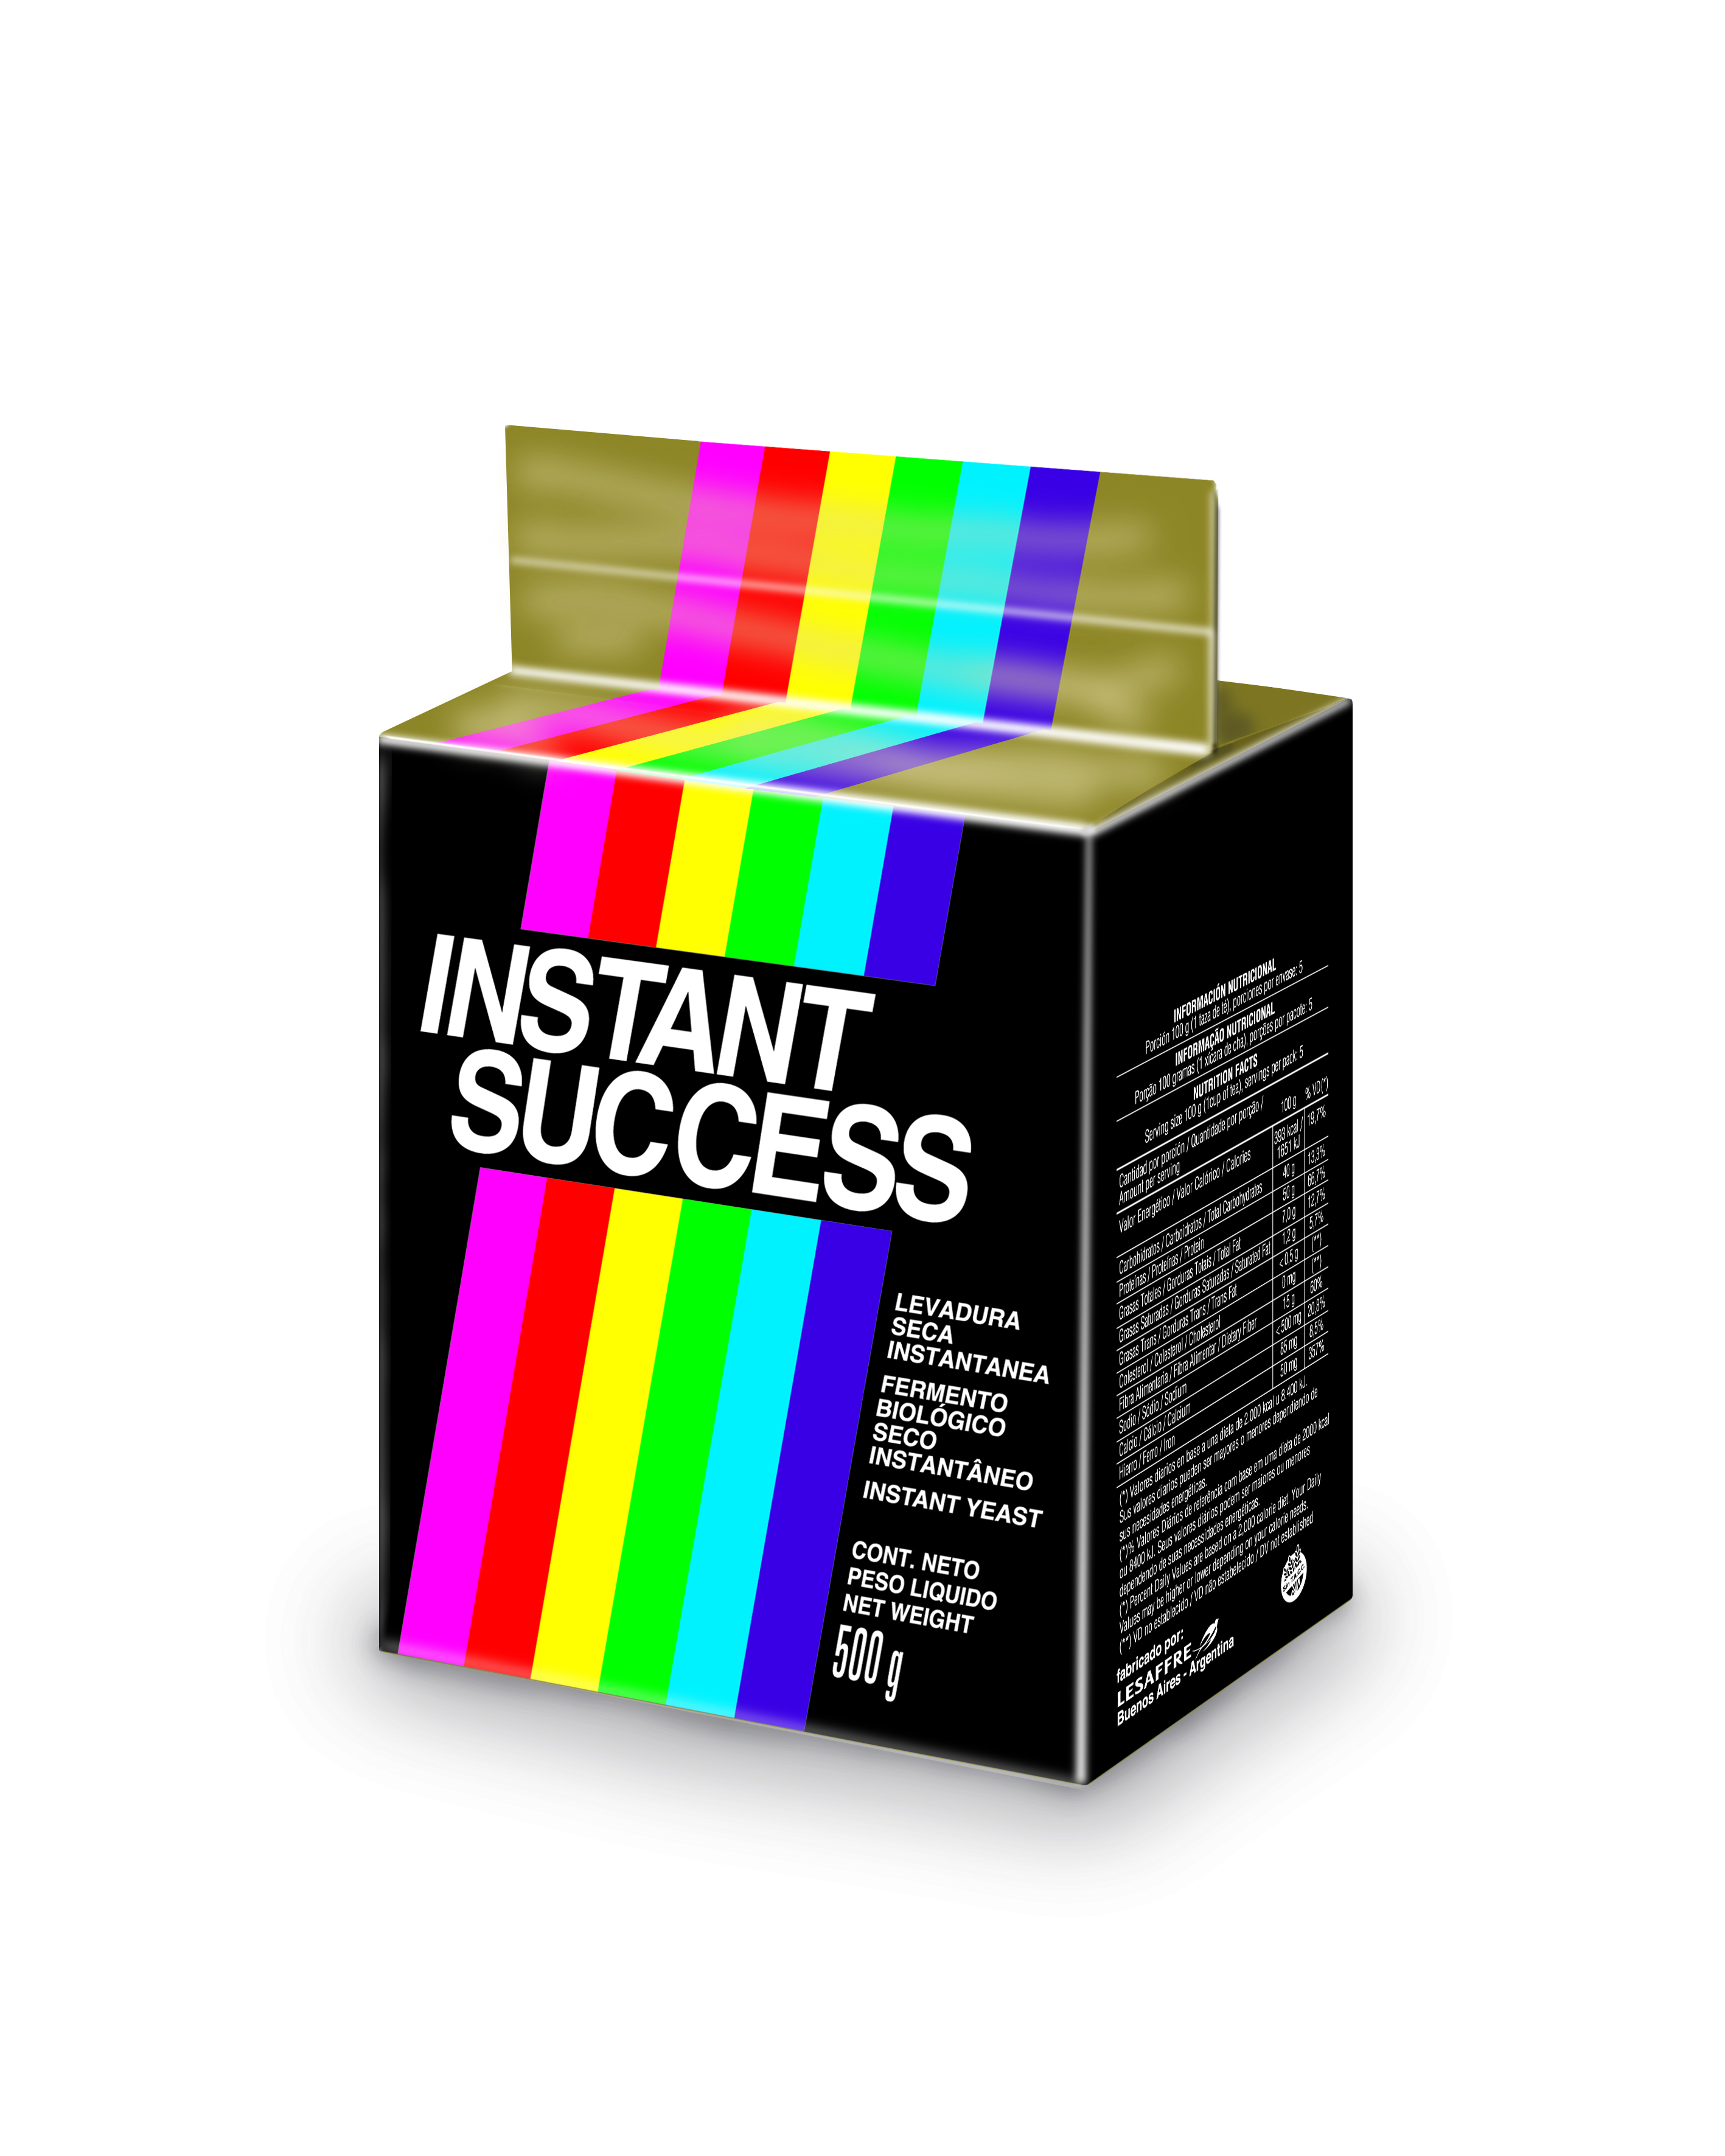 INSTANT
SUCCESS
LEVADURA
SECA
INSTANTANEA
FERMENTO
BIOLÓGICO
SECO
INSTANTÂNEO
INSTANT YEAST
CONT. NETO
PESO LIQUIDO
NET WEIGHT
500 g
INFORMACIÓN NUTRICIONAL
Porción 100 g (1 taza de té), porciones por envase: 5
INFORMAÇÃO NUTRICIONAL
Porção 100 gramas (1 xícara de cha), porções por pacote: 5
NUTRITION FACTS
Serving size 100 g (1cup of tea), servings per pack: 5
Cantidad por porción / Quantidade por porção / 100 g % VD(*)
Amount per serving
Valor Energético / Valor Calórico / Calories 393 kcal / 1651 kJ 19,7%
Carbohidratos / Carboidratos / Total Carbohydrates 40 g 13,3%
Proteínas / Proteínas / Protein 50 g 66,7%
Grasas Totales / Gorduras Totais / Total Fat 7,0 g 12,7%
Grasas Saturadas / Gorduras Saturadas / Saturated Fat 1,2 g 5,7%
Grasas Trans / Gorduras Trans / Trans Fat < 0,5 g (**)
Colesterol / Colesterol / Cholesterol 0 mg (**)
Fibra Alimentaria / Fibra Alimentar / Dietary Fiber 15 g 60%
Sodio / Sódio / Sodium < 500 mg 20,8%
Calcio / Cálcio / Calcium 85 mg 8,5%
Hierro / Ferro / Iron 50 mg 357%
(*) Valores diarios en base a una dieta de 2.000 kcal u 8.400 kJ.
Sus valores diarios pueden ser mayores o menores dependiendo de
sus necesidades energéticas.
(*)% Valores Diários de referência com base em uma dieta de 2000 kcal
ou 8400 kJ. Seus valores diários podem ser maiores ou menores
dependendo de suas necessidades energéticas.
(*) Percent Daily Values are based on a 2,000 calorie diet. Your Daily
Values may be higher or lower depending on your calorie needs.
(**) VD no establecido / VD não estabelecido / DV not established
fabricado por:
LESAFFRE
Buenos Aires - Argentina